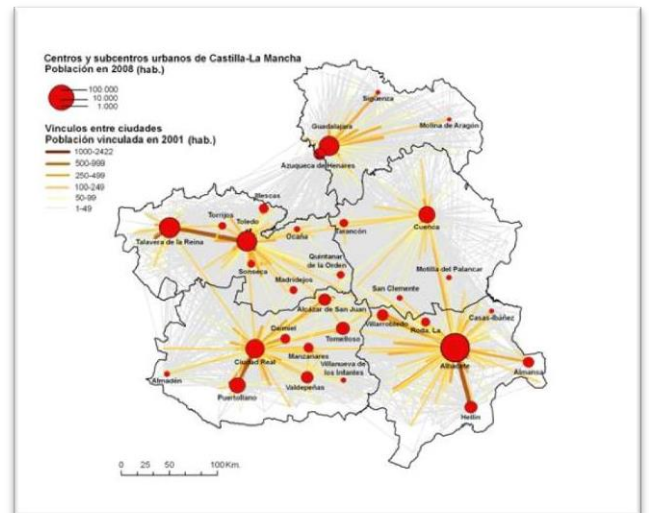 Centros y subcentros urbanos de Castilla-La Mancha
Población en 2008 (hab.)
100.000
10.000
1.000
Vínculos entre ciudades
Población vinculada en 2001 (hab.)
1000-2422
500-999
250-499
100-249
50-99
1-49
Sigüenza
Guadalajara
Molina de Aragón
Azuqueca de Henares
Illescas
Torrijos
Toledo
Talavera de la Reina
Ocaña
Tarancón
Cuenca
Sonseca
Quintanar
de la Orden
Madridejos
Motilla del Palancar
San Clemente
Alcázar de San Juan
Villarrobledo
Roda, La
Casas-Ibáñez
Daimiel
Tomelloso
Ciudad Real
Manzanares
Albacete
Almansa
Villanueva de
los Infantes
Almadén
Valdepeñas
Puertollano
Hellín
0 25 50 100 Km.